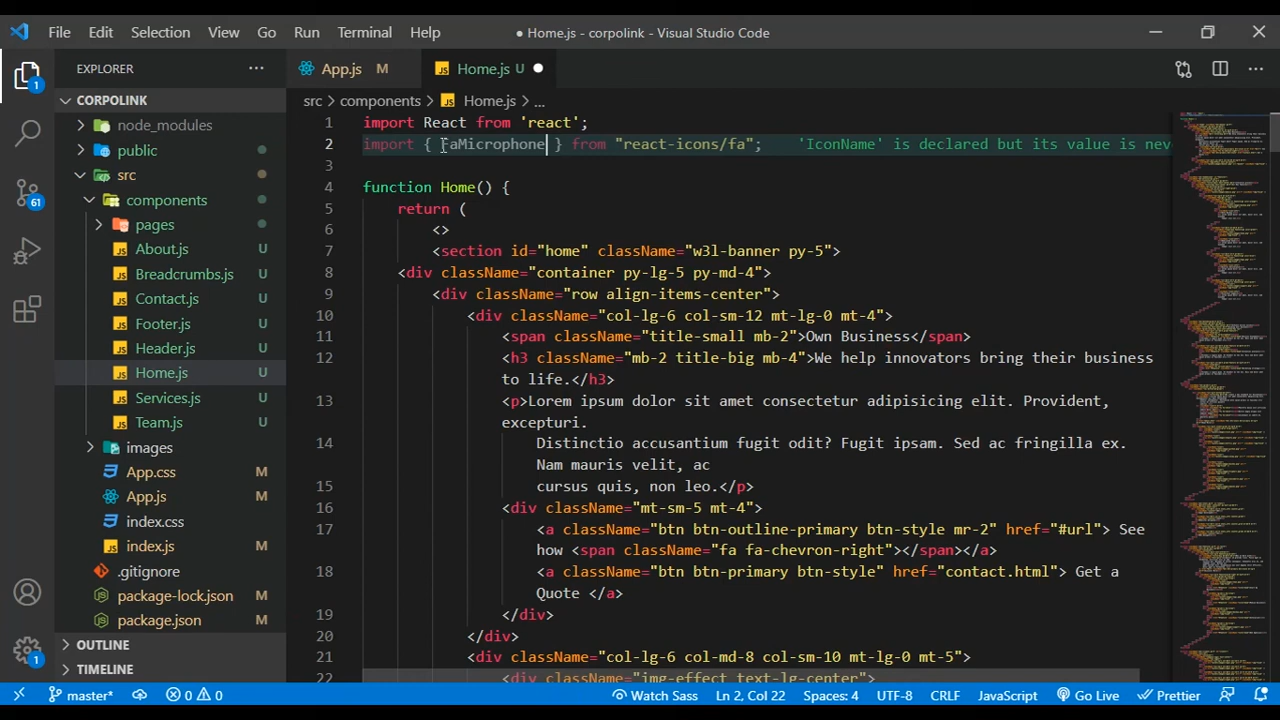 File Edit Selection View Go Run Terminal Help
● Home.js - corpolink - Visual Studio Code
EXPLORER
App.js M
Home.js U
CORPOLINK
src > components > Home.js > ...
node_modules
public
src
components
pages
About.js U
Breadcrumbs.js U
Contact.js U
Footer.js U
Header.js U
Home.js U
Services.js U
Team.js U
images
App.css M
App.js M
index.css
index.js M
.gitignore
package-lock.json M
package.json M
OUTLINE
TIMELINE
1
61
1
1 import React from 'react';
2 import { FaMicrophone } from "react-icons/fa"; 'IconName' is declared but its value is nev
3
4 function Home() {
5 return (
6 <>
7 <section id="home" className="w3l-banner py-5">
8 <div className="container py-lg-5 py-md-4">
9 <div className="row align-items-center">
10 <div className="col-lg-6 col-sm-12 mt-lg-0 mt-4">
11 <span className="title-small mb-2">Own Business</span>
12 <h3 className="mb-2 title-big mb-4">We help innovators bring their business
to life.</h3>
13 <p>Lorem ipsum dolor sit amet consectetur adipisicing elit. Provident,
excepturi.
14 Distinctio accusantium fugit odit? Fugit ipsam. Sed ac fringilla ex.
Nam mauris velit, ac
15 cursus quis, non leo.</p>
16 <div className="mt-sm-5 mt-4">
17 <a className="btn btn-outline-primary btn-style mr-2" href="#url"> See
how <span className="fa fa-chevron-right"></span></a>
18 <a className="btn btn-primary btn-style" href="contact.html"> Get a
Quote </a>
19 </div>
20 </div>
21 <div className="col-lg-6 col-md-8 col-sm-10 mt-lg-0 mt-5">
22 <div className="img-effect text-lg-center">
master* 0 0 Watch Sass Ln 2, Col 22 Spaces: 4 UTF-8 CRLF JavaScript Go Live Prettier